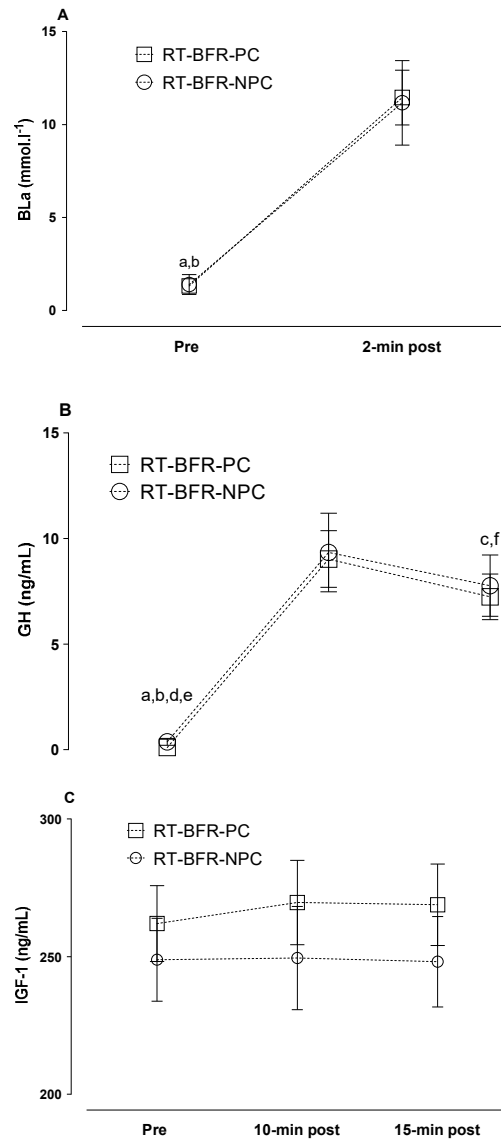 A
RT-BFR-PC
RT-BFR-NPC
15
10
5
0
BLa (mmol.l⁻¹)
a,b
Pre 2-min post
B
15
RT-BFR-PC
RT-BFR-NPC
10
5
0
GH (ng/mL)
c,f
a,b,d,e
C
300
RT-BFR-PC
RT-BFR-NPC
250
200
IGF-1 (ng/mL)
Pre 10-min post 15-min post